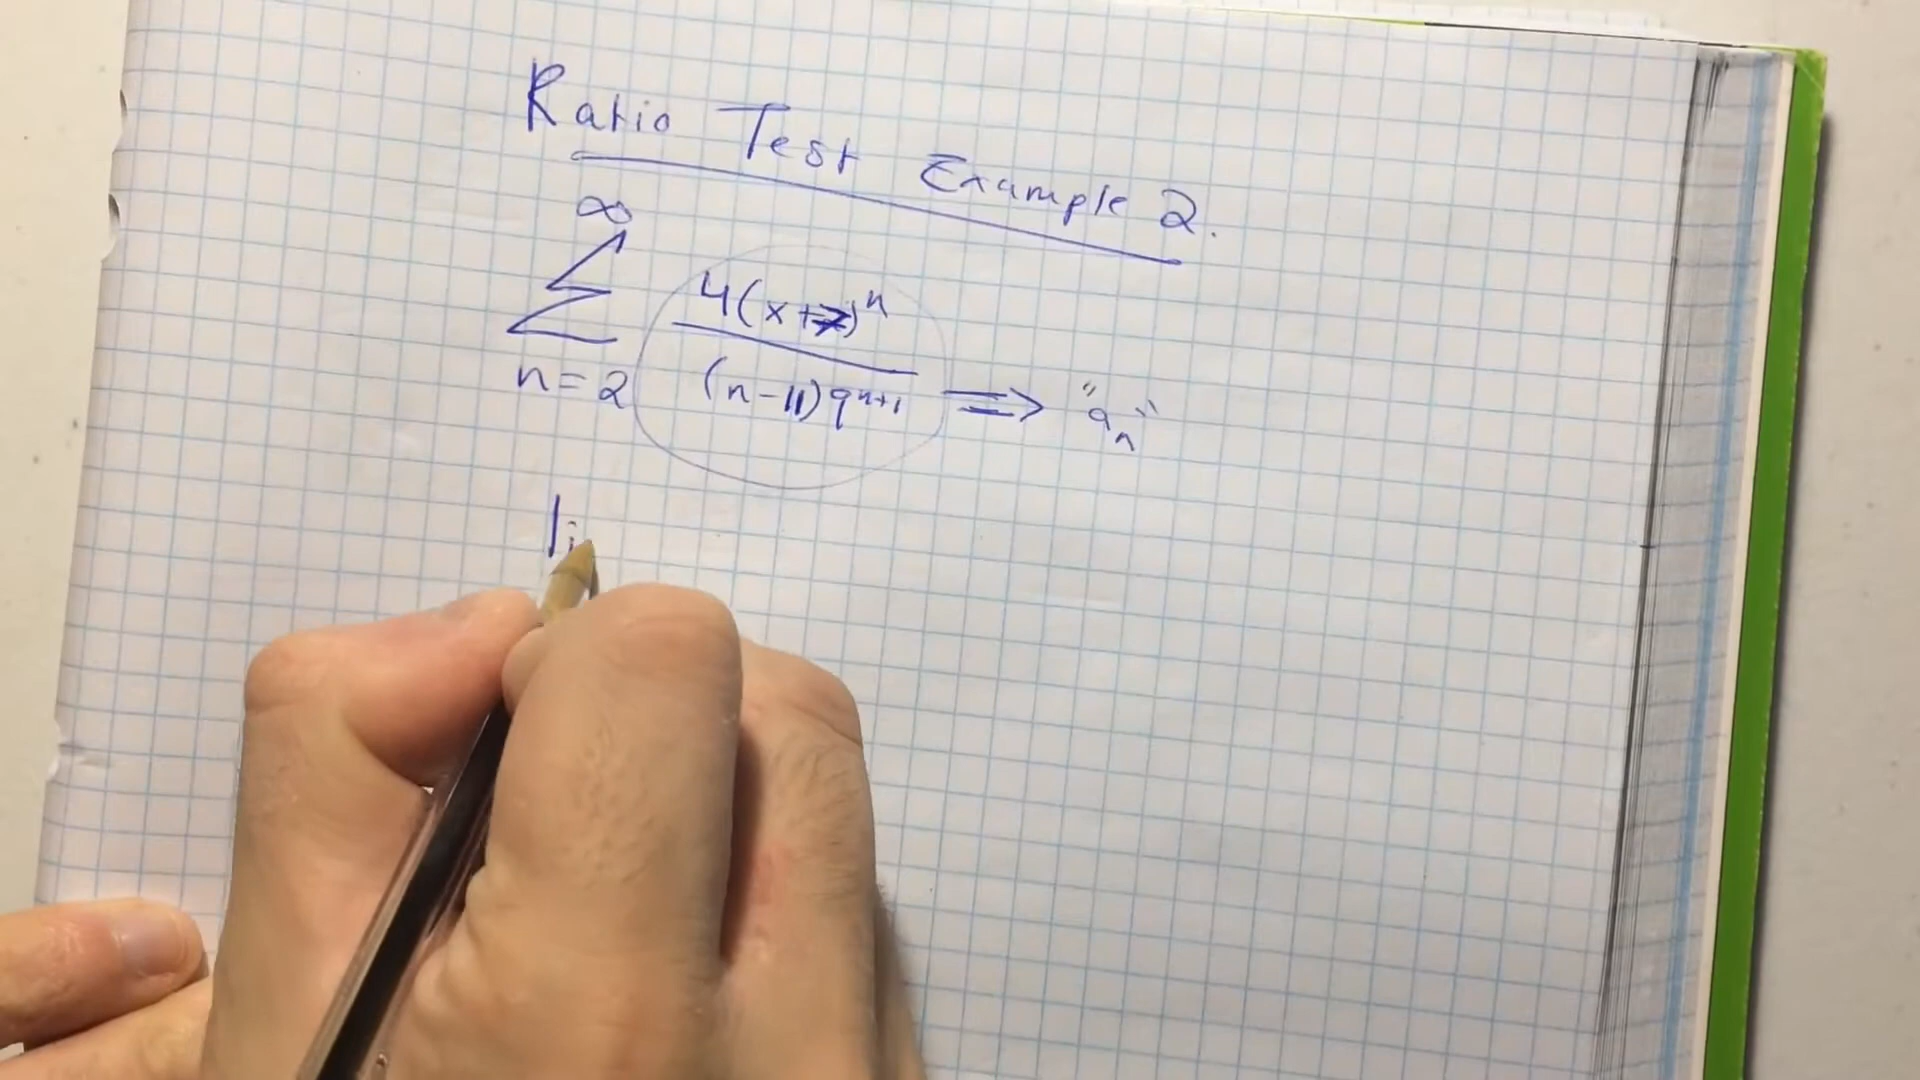 Ratio Test Example 2.
∞
∑ 4(x+7)^n
n=2 (n-11)9^{n+1} ⇒ "a_n"
li